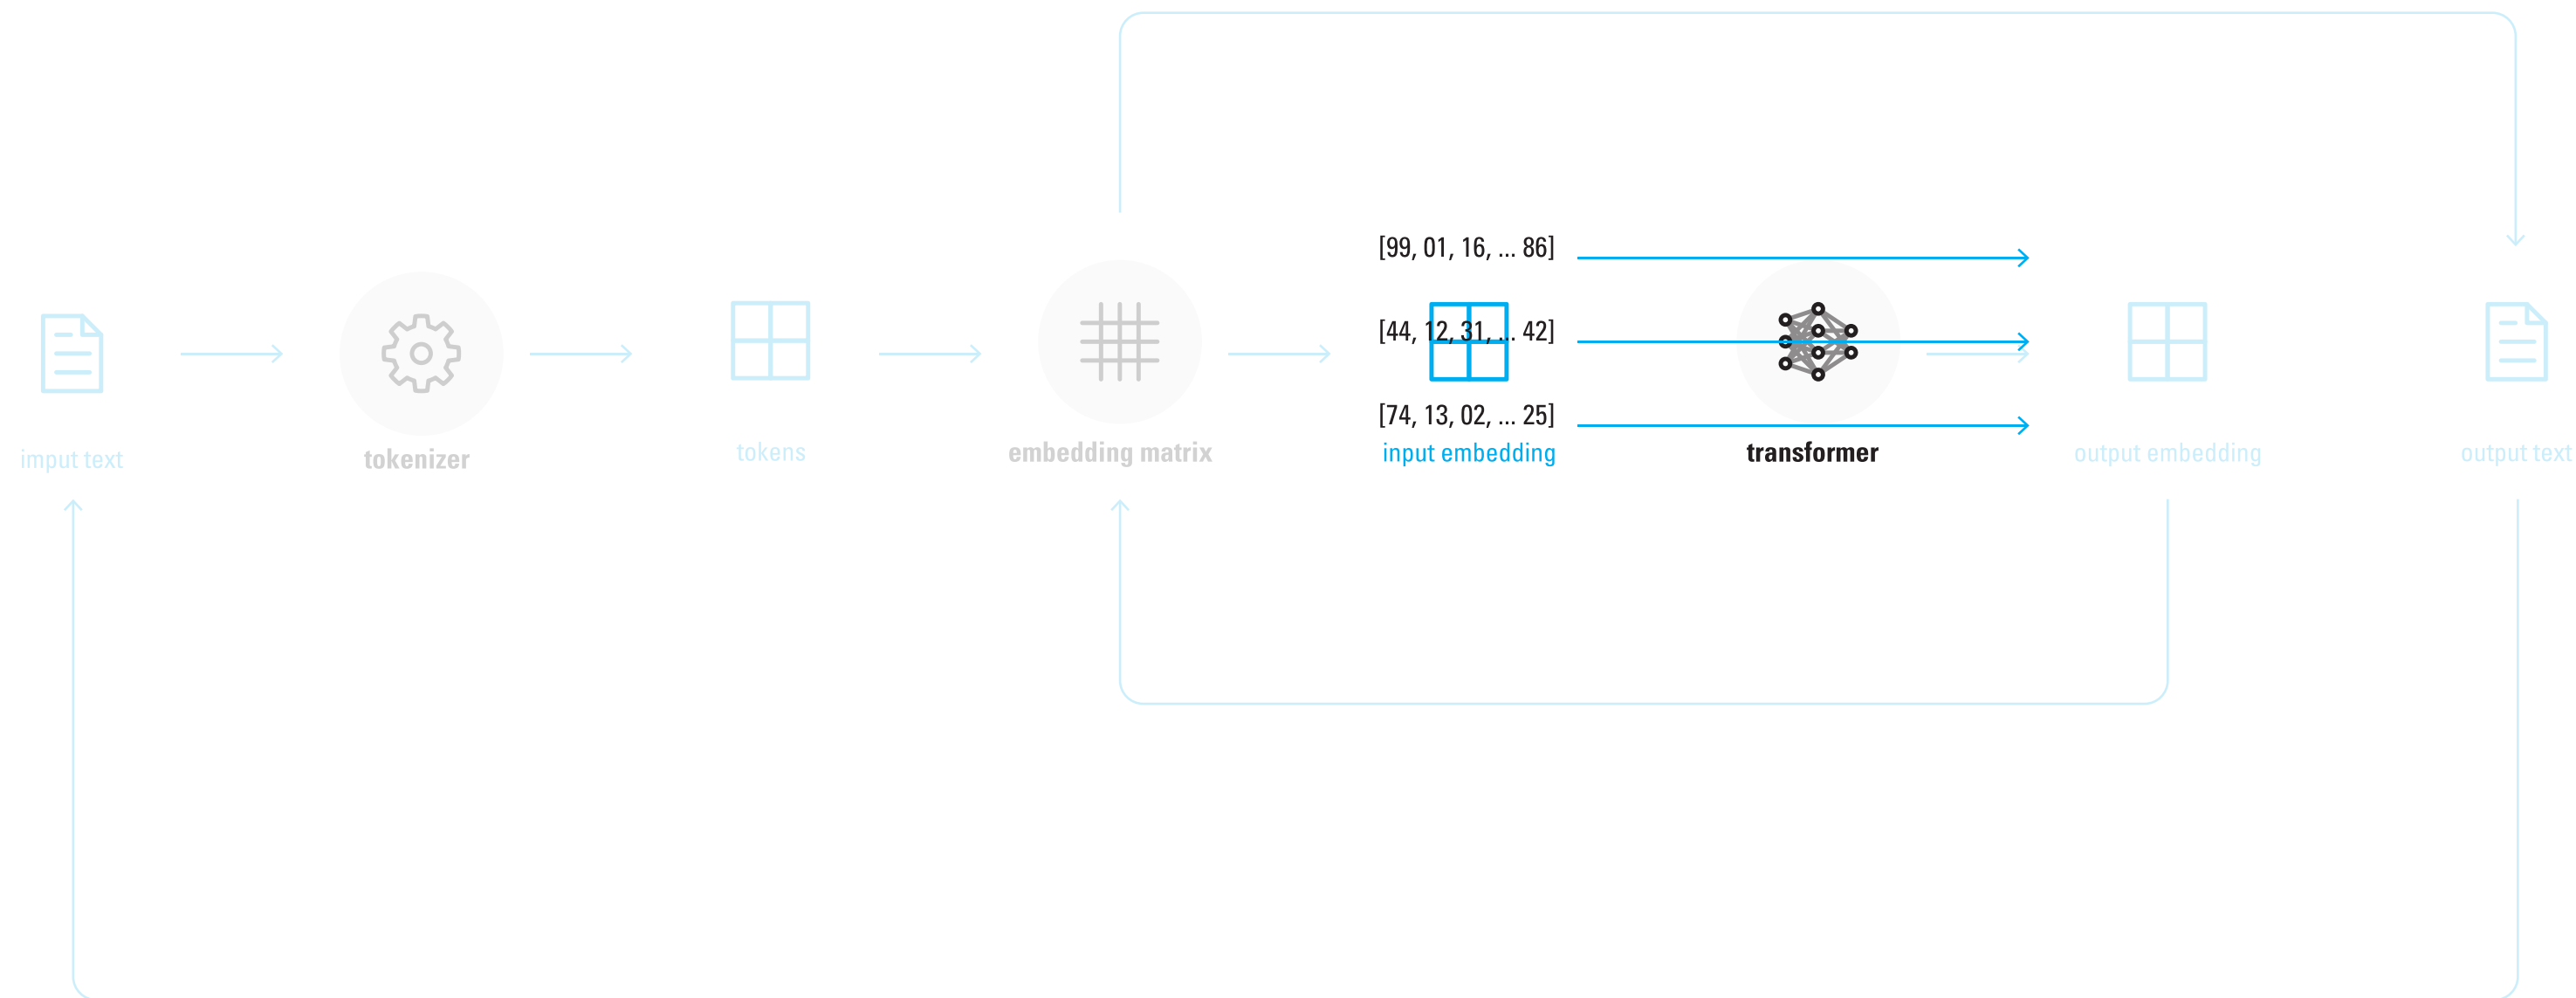 [99, 01, 16, ... 86]
[44, 12, 31, ... 42]
[74, 13, 02, ... 25]
imput text
tokenizer
tokens
embedding matrix
input embedding
transformer
output embedding
output text